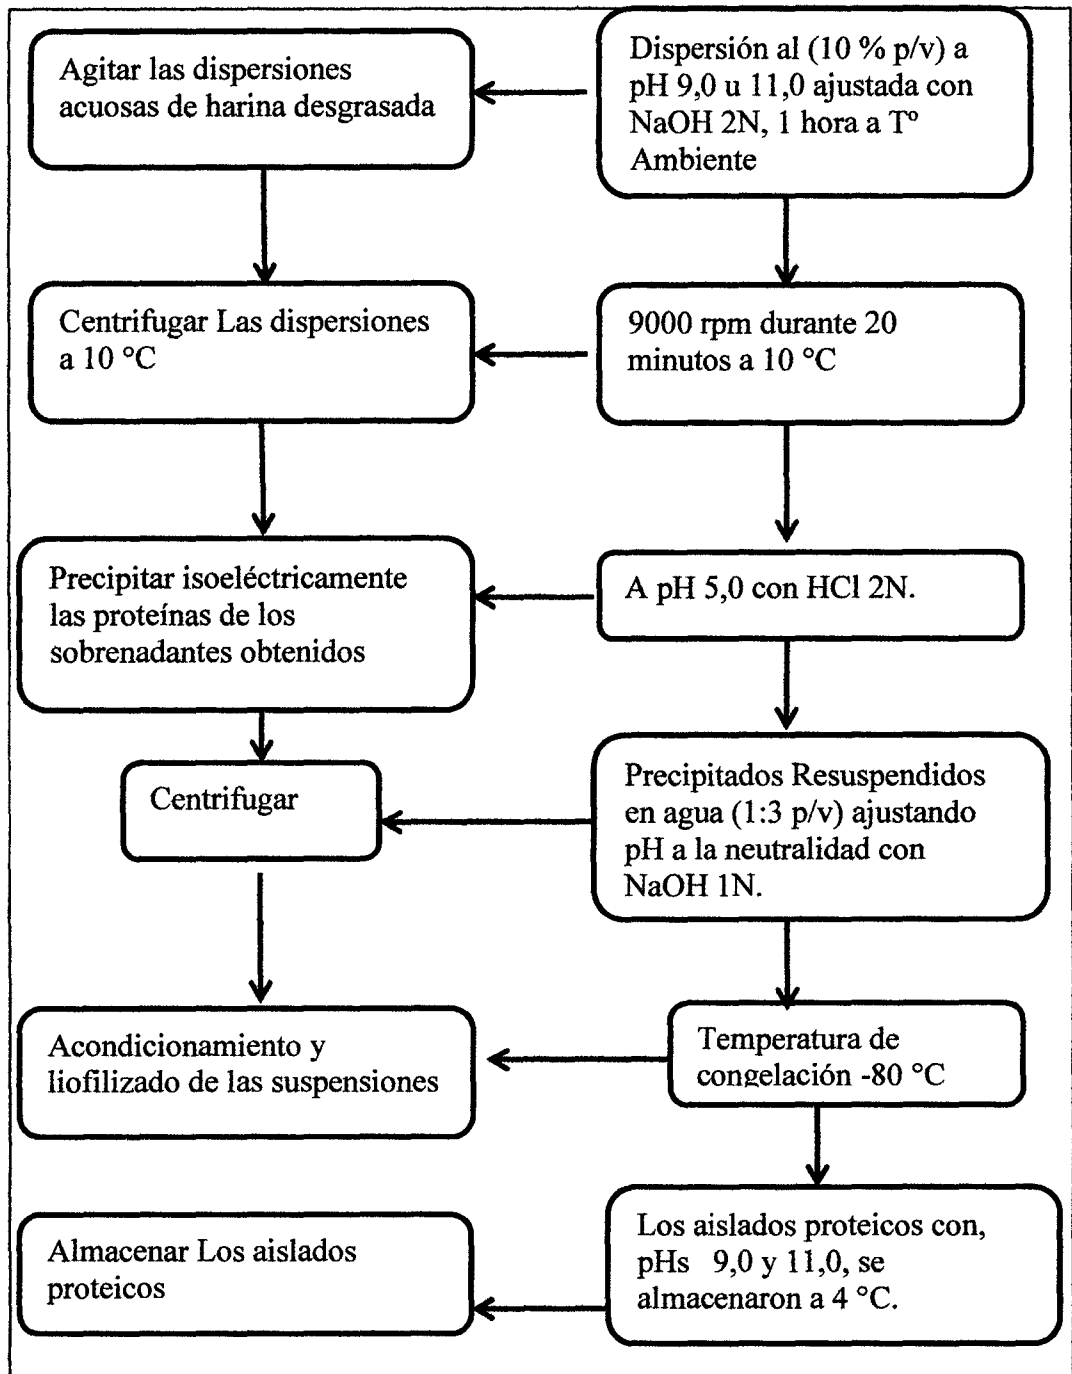 Agitar las dispersiones
acuosas de harina desgrasada
Dispersión al (10 % p/v) a
pH 9,0 u 11,0 ajustada con
NaOH 2N, 1 hora a Tº
Ambiente
Centrifugar Las dispersiones
a 10 °C
9000 rpm durante 20
minutos a 10 °C
Precipitar isoeléctricamente
las proteínas de los
sobrenadantes obtenidos
A pH 5,0 con HCl 2N.
Centrifugar
Precipitados Resuspendidos
en agua (1:3 p/v) ajustando
pH a la neutralidad con
NaOH 1N.
Acondicionamiento y
liofilizado de las suspensiones
Temperatura de
congelación -80 °C
Almacenar Los aislados
proteicos
Los aislados proteicos con,
pHs 9,0 y 11,0, se
almacenaron a 4 °C.